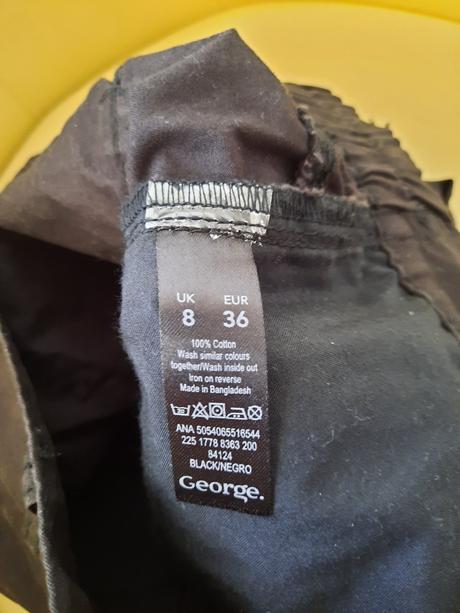 UK EUR
8 36
100% Cotton
Wash similar colours
together/Wash inside out
Iron on reverse
Made in Bangladesh
ANA 5054065516544
225 1778 8363 200
84124
BLACK/NEGRO
George.